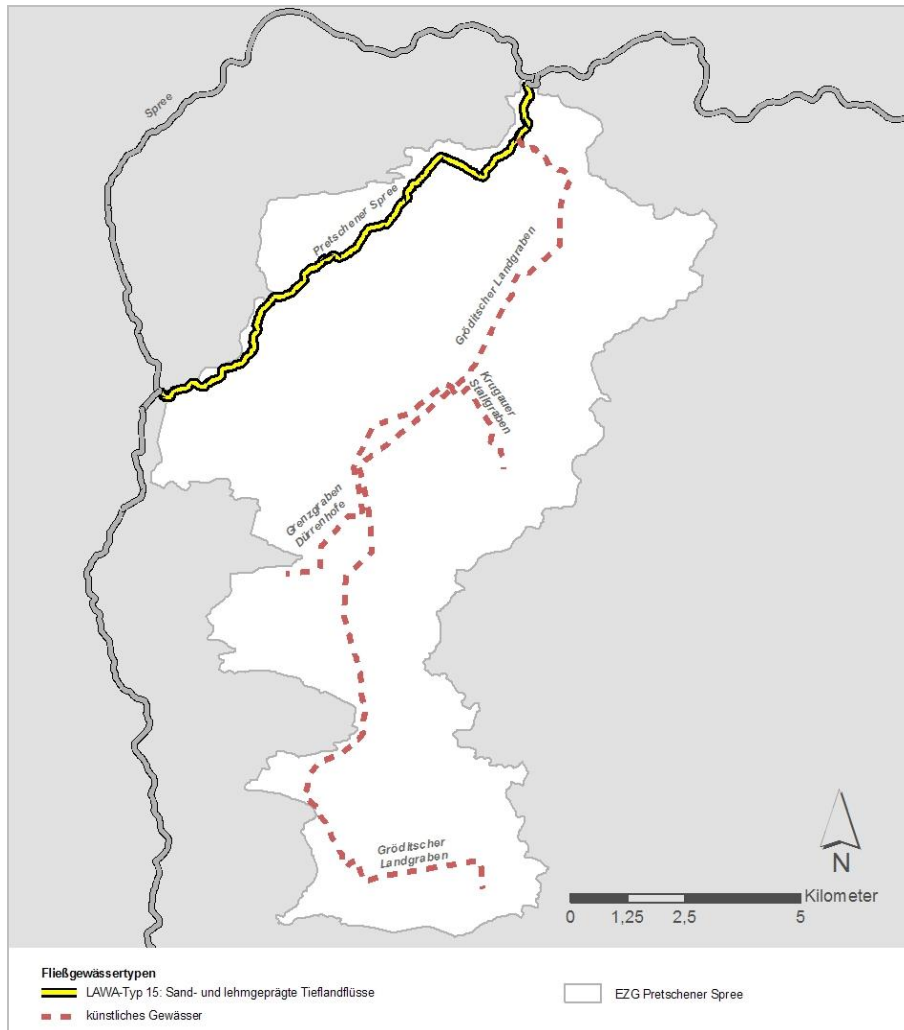 Spree
Pretschener Spree
Gröditscher Landgraben
Krugauer
Stallgraben
Grenzgraben
Dürrenhofe
Gröditscher
Landgraben
N
Kilometer
0 1,25 2,5 5
Fließgewässertypen
LAWA-Typ 15: Sand- und lehmgeprägte Tieflandflüsse
EZG Pretschener Spree
künstliches Gewässer